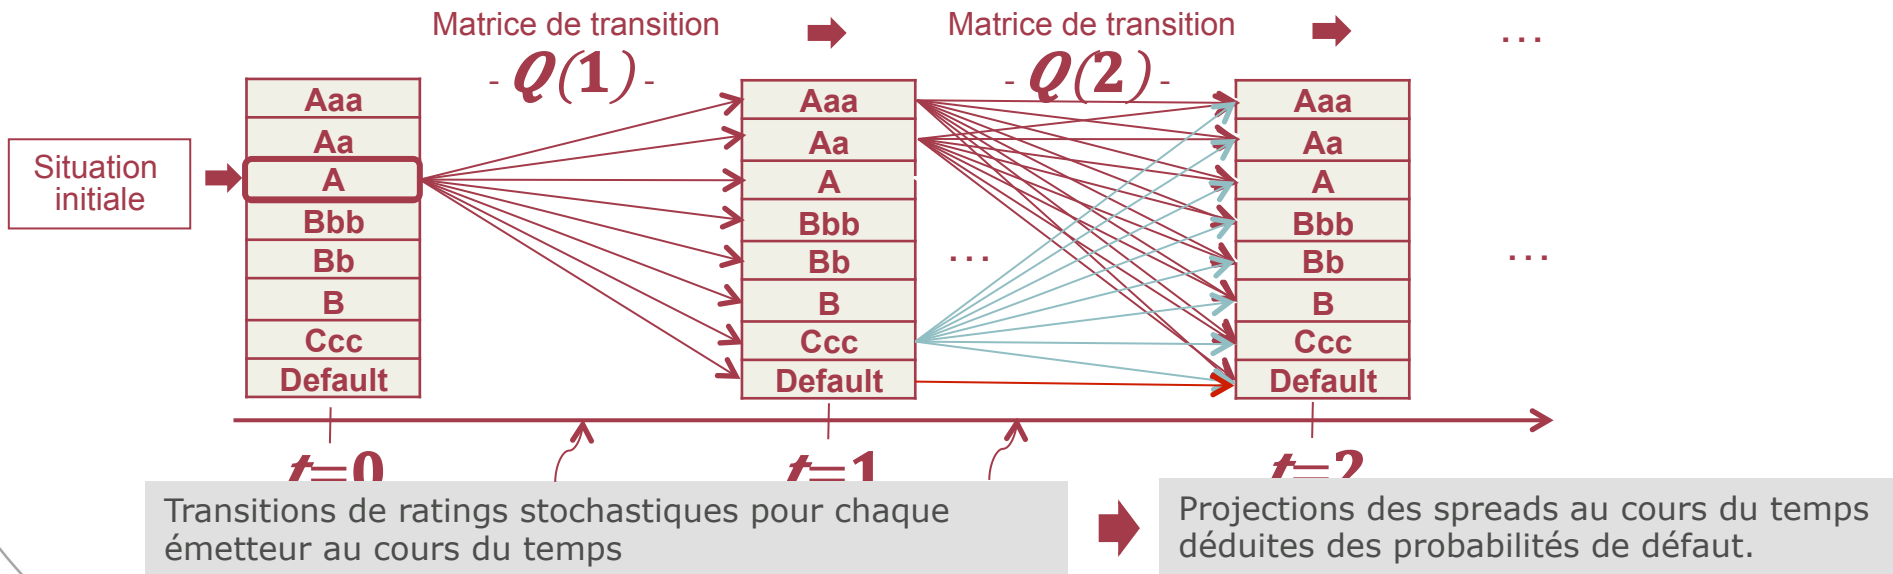 Matrice de transition
- Q(1) -
Matrice de transition
- Q(2) -
...
Situation
initiale
Aaa
Aa
A
Bbb
Bb
B
Ccc
Default
Aaa
Aa
A
Bbb
Bb
B
Ccc
Default
...
Aaa
Aa
A
Bbb
Bb
B
Ccc
Default
...
t=0
t=1
t=2
Transitions de ratings stochastiques pour chaque
émetteur au cours du temps
Projections des spreads au cours du temps
déduites des probabilités de défaut.